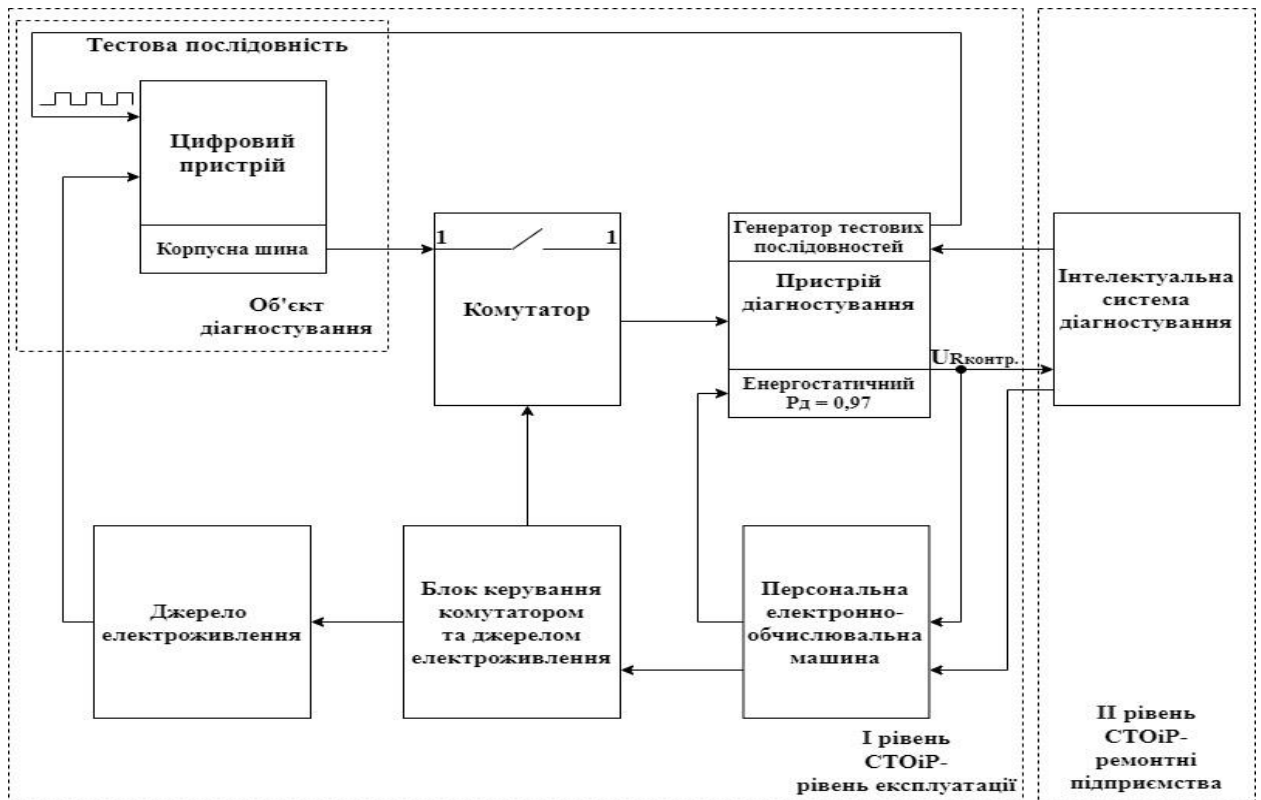 Тестова послідовність
Цифровий
пристрій
Корпусна шина
Об'єкт
діагностування
1
1
Комутатор
Генератор тестових
послідовностей
Пристрій
діагностування
Енергостатичний
Рд = 0,97
URконтр.
Інтелектуальна
система
діагностування
Джерело
електроживлення
Блок керування
комутатором
та джерелом
електроживлення
Персональна
електронно-
обчислювальна
машина
І рівень
СТОіР-
рівень експлуатації
ІІ рівень
СТОіР-
ремонтні
підприємства